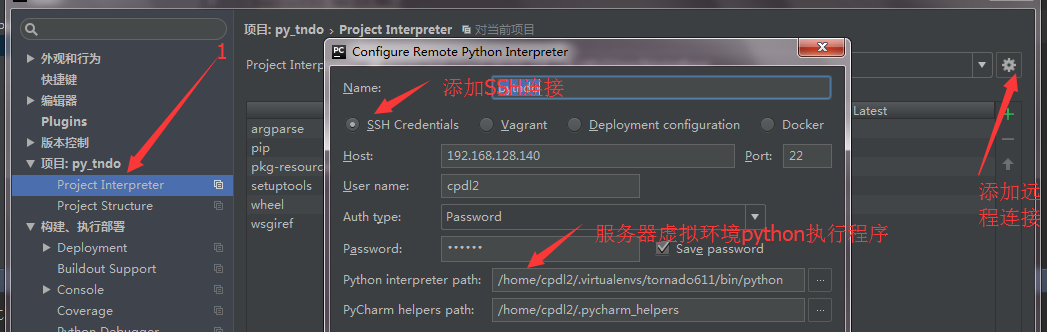 项目: py_tndo › Project Interpreter 对当前项目
1
外观和行为
快捷键
编辑器
Plugins
版本控制
项目: py_tndo
Project Interpreter
Project Structure
构建、执行部署
Deployment
Buildout Support
Console
Coverage
Python Debugger
Project Interp
Latest
argparse
pip
pkg-resourc
setuptools
wheel
wsgiref
添加远
程连接
PC Configure Remote Python Interpreter
Name:
添加SSH连接
SSH Credentials Vagrant Deployment configuration Docker
Host: 192.168.128.140 Port: 22
User name: cpdl2
Auth type: Password
服务器虚拟环境python执行程序
Password: •••••• Save password
Python interpreter path: /home/cpdl2/.virtualenvs/tornado611/bin/python ...
PyCharm helpers path: /home/cpdl2/.pycharm_helpers ...